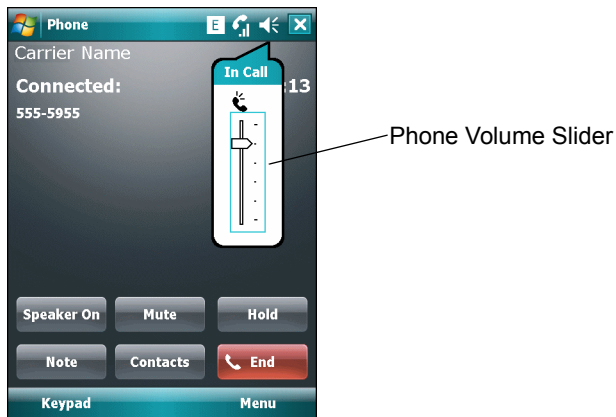 Phone E
Carrier Name
In Call
Connected: :13
555-5955
Phone Volume Slider
Speaker On Mute Hold
Note Contacts End
Keypad Menu